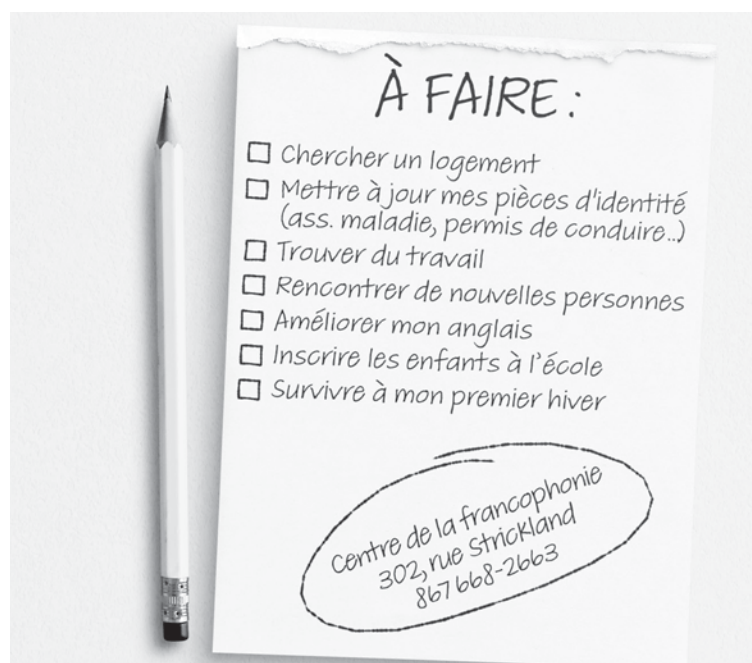 À FAIRE :
Chercher un logement
Mettre à jour mes pièces d'identité
(ass. maladie, permis de conduire...)
Trouver du travail
Rencontrer de nouvelles personnes
Améliorer mon anglais
Inscrire les enfants à l'école
Survivre à mon premier hiver
Centre de la francophonie
302, rue Strickland
867 668-2663